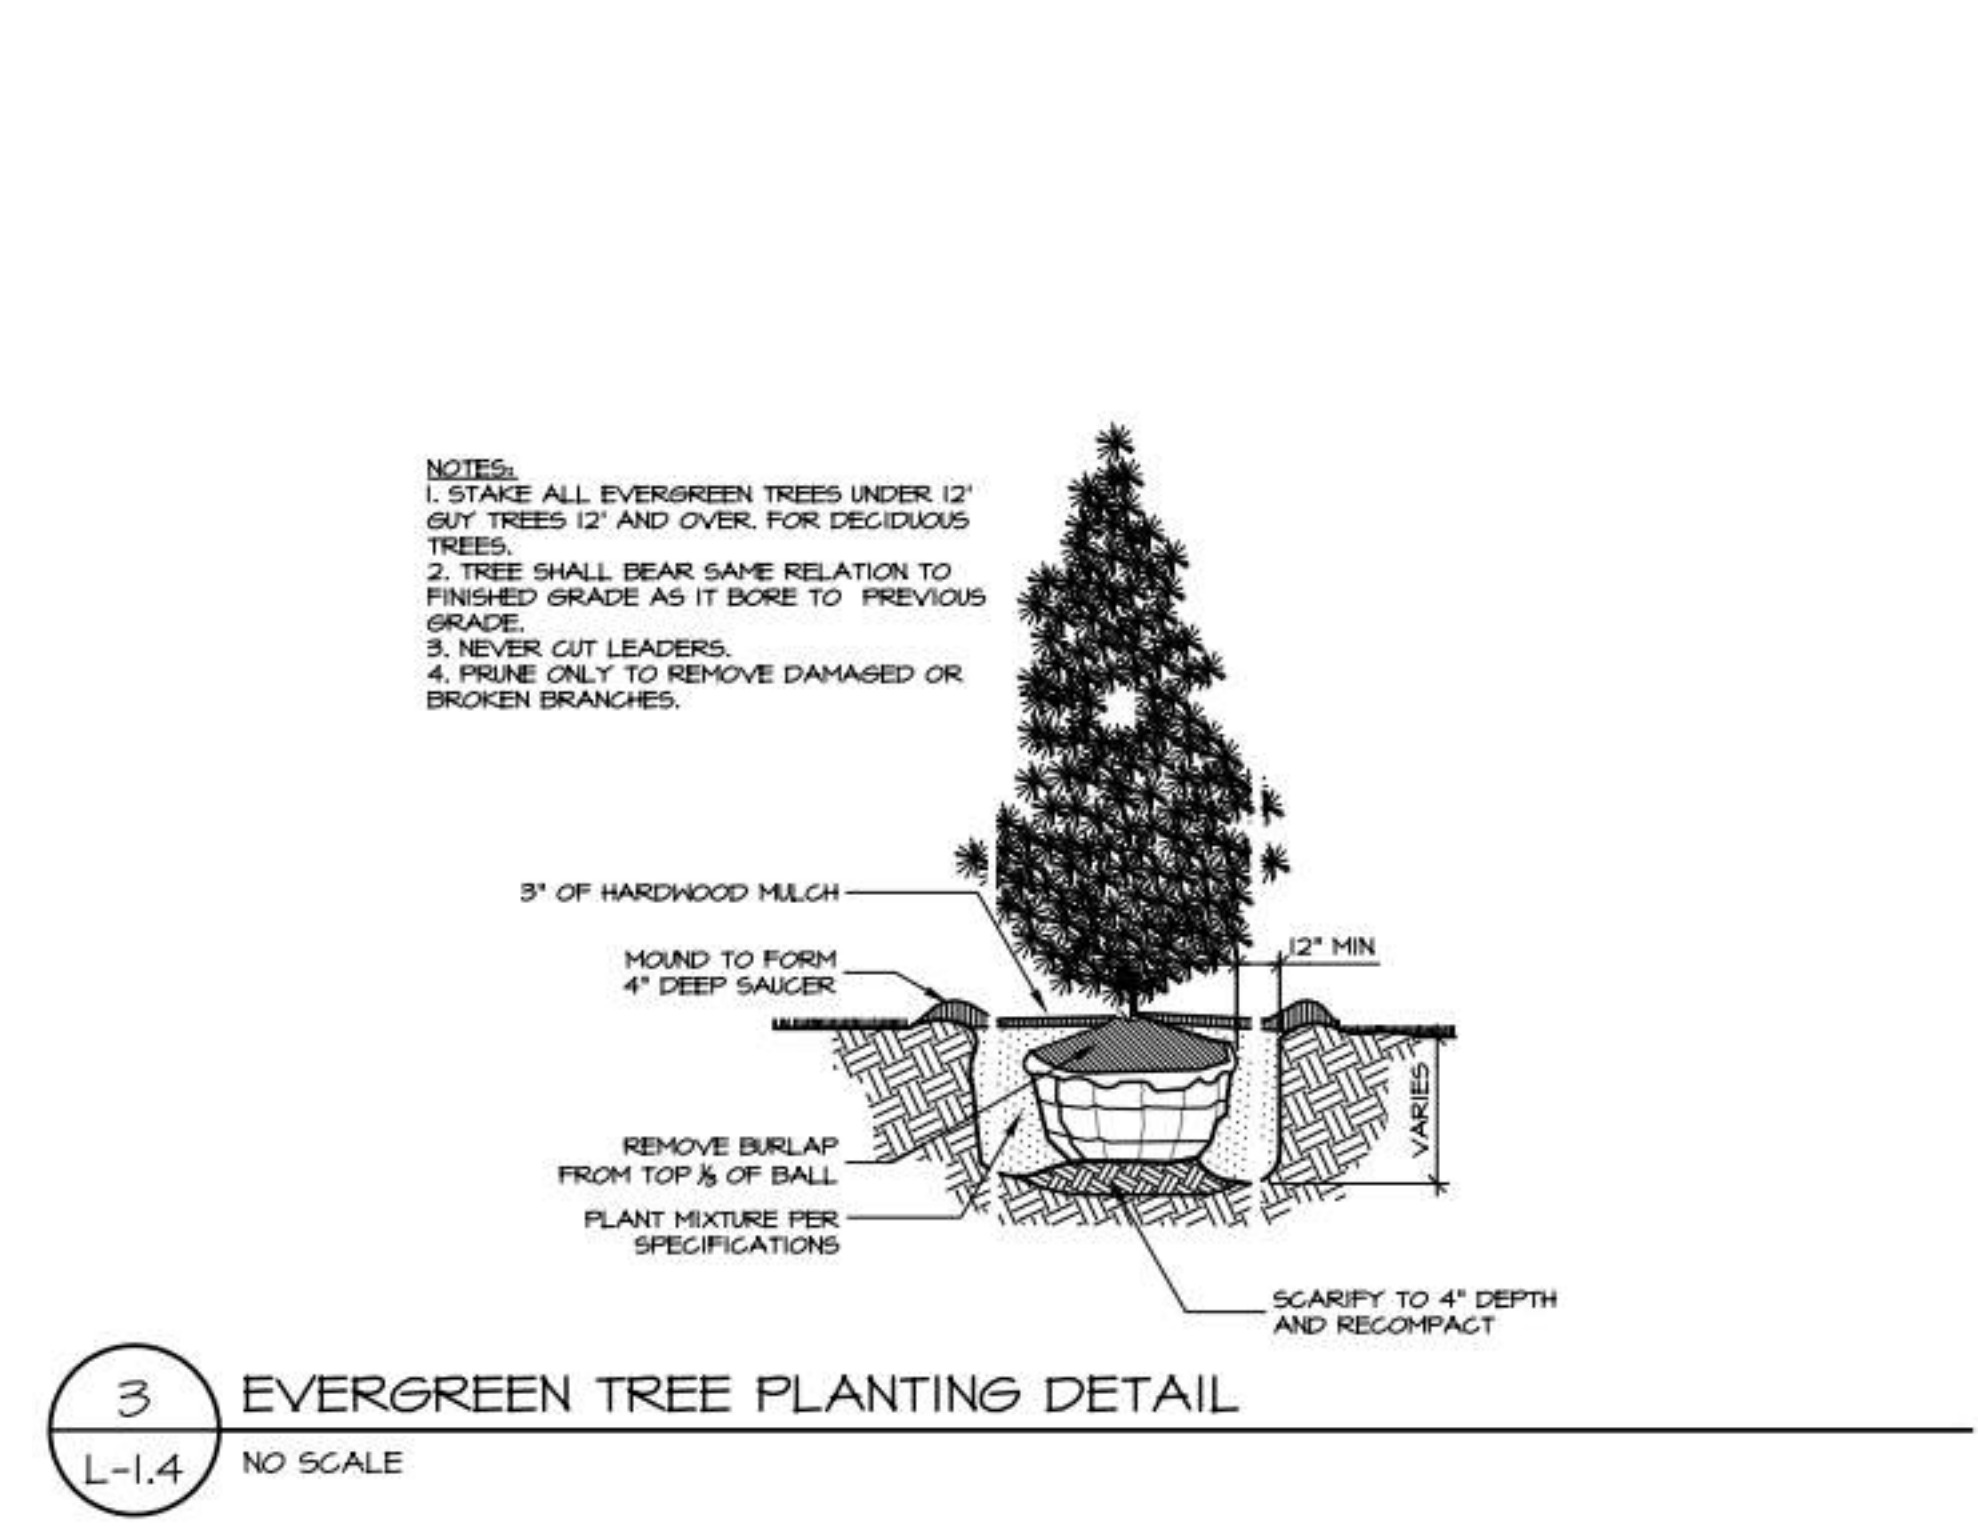 NOTES:
1. STAKE ALL EVERGREEN TREES UNDER 12'
GUY TREES 12' AND OVER. FOR DECIDUOUS
TREES.
2. TREE SHALL BEAR SAME RELATION TO
FINISHED GRADE AS IT BORE TO PREVIOUS
GRADE.
3. NEVER CUT LEADERS.
4. PRUNE ONLY TO REMOVE DAMAGED OR
BROKEN BRANCHES.
3" OF HARDWOOD MULCH
12" MIN
MOUND TO FORM
4" DEEP SAUCER
VARIES
REMOVE BURLAP
FROM TOP ⅓ OF BALL
PLANT MIXTURE PER
SPECIFICATIONS
SCARIFY TO 4" DEPTH
AND RECOMPACT
3
EVERGREEN TREE PLANTING DETAIL
L-1.4
NO SCALE